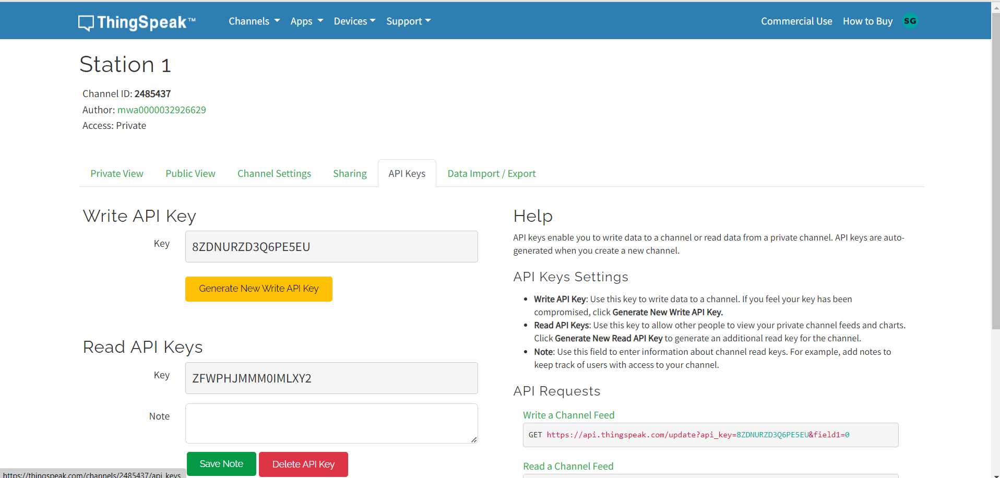 ThingSpeak™
Channels Apps Devices Support Commercial Use How to Buy SG
Station 1
Channel ID: 2485437
Author: mwa0000032926629
Access: Private
Private View Public View Channel Settings Sharing API Keys Data Import / Export
Write API Key
Key 8ZDNURZD3Q6PE5EU
Generate New Write API Key
Read API Keys
Key ZFWPHJMMM0IMLXY2
Note
Save Note Delete API Key
Help
API keys enable you to write data to a channel or read data from a private channel. API keys are auto-
generated when you create a new channel.
API Keys Settings
• Write API Key: Use this key to write data to a channel. If you feel your key has been
compromised, click Generate New Write API Key.
• Read API Keys: Use this key to allow other people to view your private channel feeds and charts.
Click Generate New Read API Key to generate an additional read key for the channel.
• Note: Use this field to enter information about channel read keys. For example, add notes to
keep track of users with access to your channel.
API Requests
Write a Channel Feed
GET https://api.thingspeak.com/update?api_key=8ZDNURZD3Q6PE5EU&field1=0
Read a Channel Feed
https://thingspeak.com/channels/2485437/api_keys